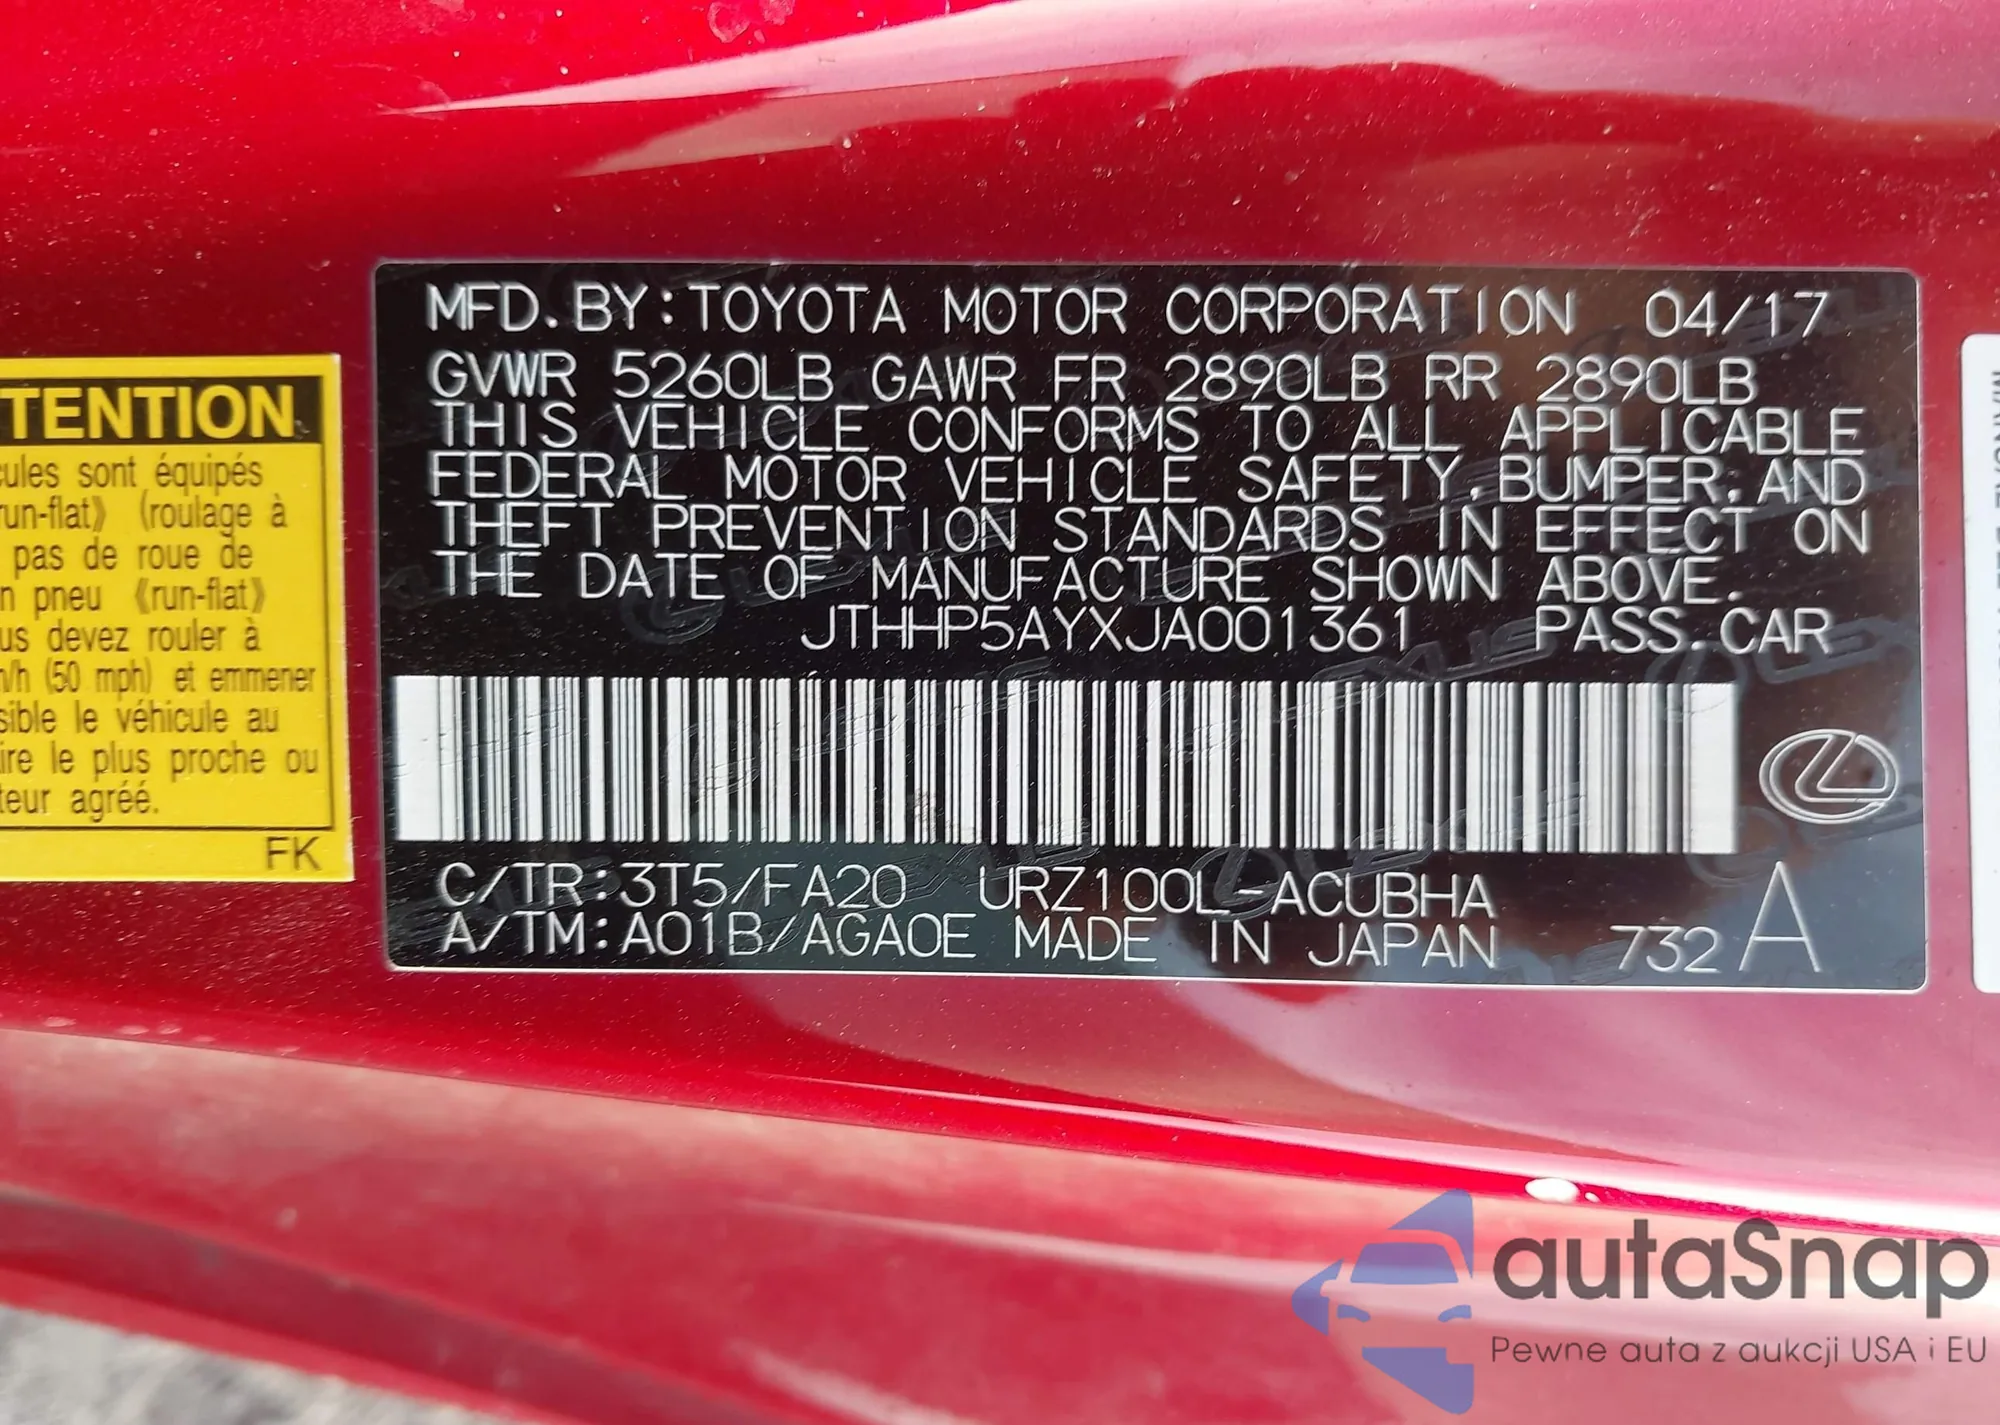 MFD.BY:TOYOTA MOTOR CORPORATION 04/17
GVWR 5260LB GAWR FR 2890LB RR 2890LB
THIS VEHICLE CONFORMS TO ALL APPLICABLE
FEDERAL MOTOR VEHICLE SAFETY,BUMPER,AND
THEFT PREVENTION STANDARDS IN EFFECT ON
THE DATE OF MANUFACTURE SHOWN ABOVE.
JTHHP5AYXJA001361 PASS.CAR
C/TR:3T5/FA20 URZ100L-ACUBHA
A/TM:A01B/AGA0E MADE IN JAPAN 732 A
TENTION
cules sont équipés
run-flat》 (roulage à
pas de roue de
n pneu 《run-flat》
us devez rouler à
m/h (50 mph) et emmener
sible le véhicule au
ire le plus proche ou
teur agréé.
FK
autaSnap
Pewne auta z aukcji USA i EU